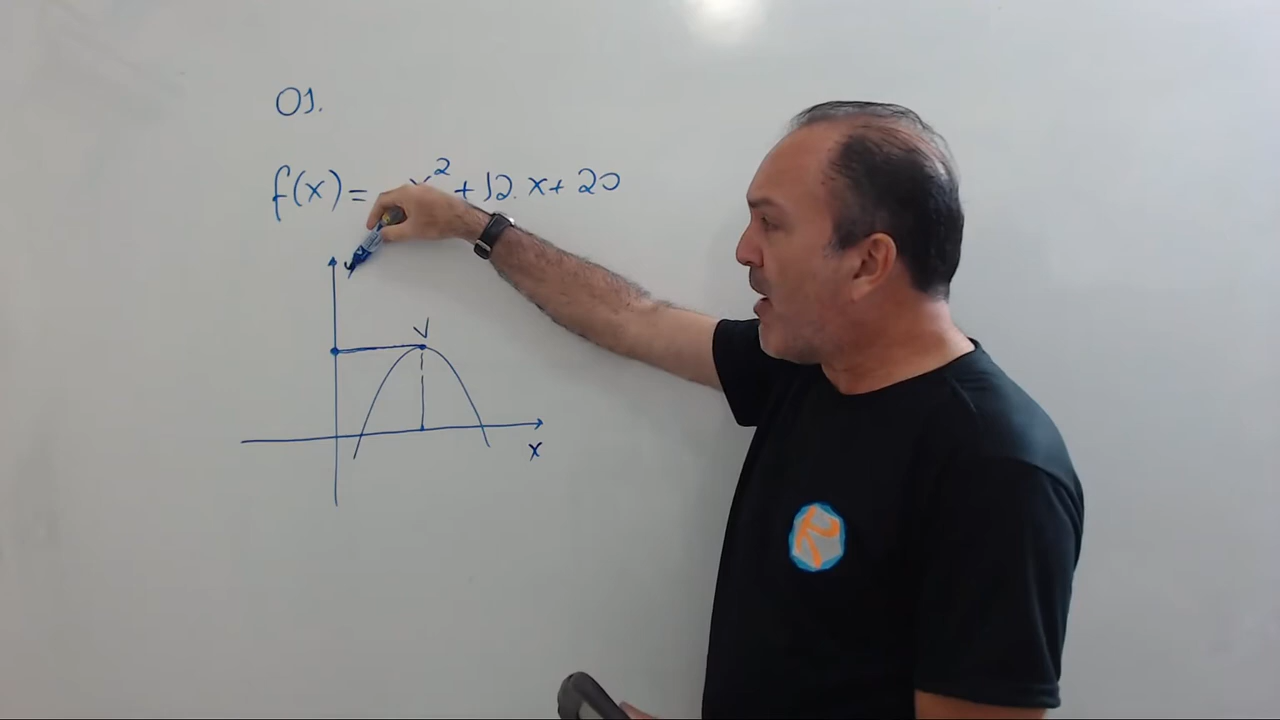 01.
f(x) = x² + 12.x + 20
V
x